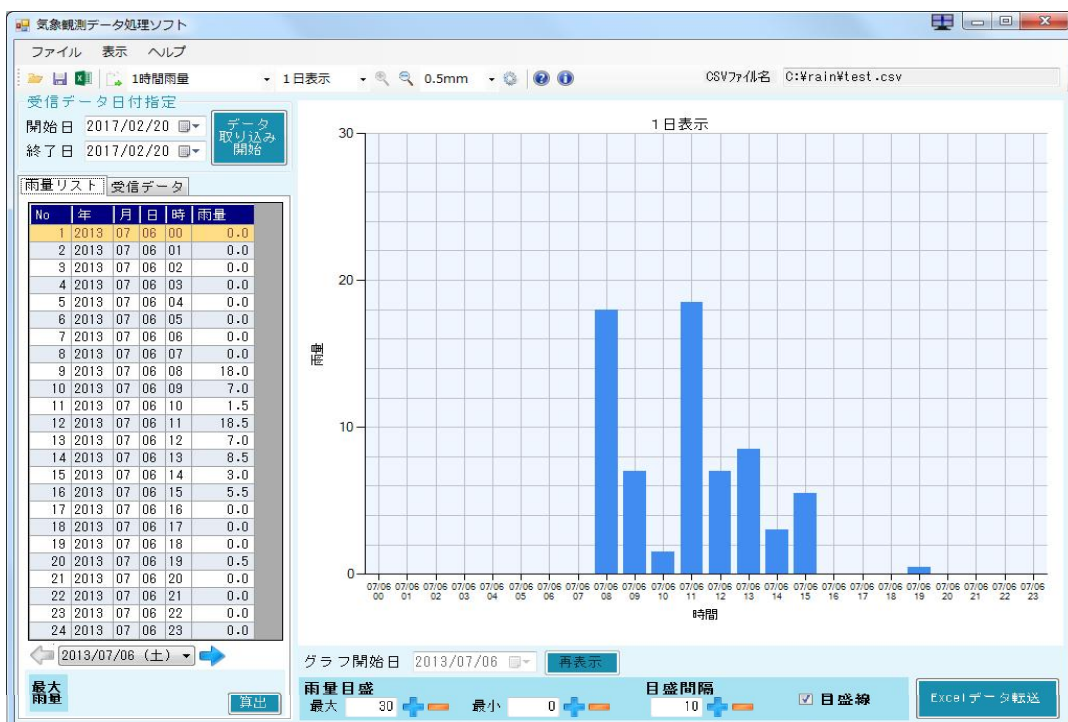 気象観測データ処理ソフト
ファイル 表示 ヘルプ
1時間雨量 1日表示 0.5mm CSVファイル名 C:¥rain¥test.csv
受信データ日付指定
開始日 2017/02/20
終了日 2017/02/20
データ
取り込み
開始
雨量リスト 受信データ
No 年 月 日 時 雨量
1 2013 07 06 00 0.0
2 2013 07 06 01 0.0
3 2013 07 06 02 0.0
4 2013 07 06 03 0.0
5 2013 07 06 04 0.0
6 2013 07 06 05 0.0
7 2013 07 06 06 0.0
8 2013 07 06 07 0.0
9 2013 07 06 08 18.0
10 2013 07 06 09 7.0
11 2013 07 06 10 1.5
12 2013 07 06 11 18.5
13 2013 07 06 12 7.0
14 2013 07 06 13 8.5
15 2013 07 06 14 3.0
16 2013 07 06 15 5.5
17 2013 07 06 16 0.0
18 2013 07 06 17 0.0
19 2013 07 06 18 0.0
20 2013 07 06 19 0.5
21 2013 07 06 20 0.0
22 2013 07 06 21 0.0
23 2013 07 06 22 0.0
24 2013 07 06 23 0.0
2013/07/06 (土)
最大
雨量
算出
1日表示
30
20
10
0
雨量
07/06 07/06 07/06 07/06 07/06 07/06 07/06 07/06 07/06 07/06 07/06 07/06 07/06 07/06 07/06 07/06 07/06 07/06 07/06 07/06 07/06 07/06 07/06 07/06
00 01 02 03 04 05 06 07 08 09 10 11 12 13 14 15 16 17 18 19 20 21 22 23
時間
グラフ開始日 2013/07/06 再表示
雨量目盛 目盛間隔
最大 30 最小 0 10 目盛線
Excelデータ転送